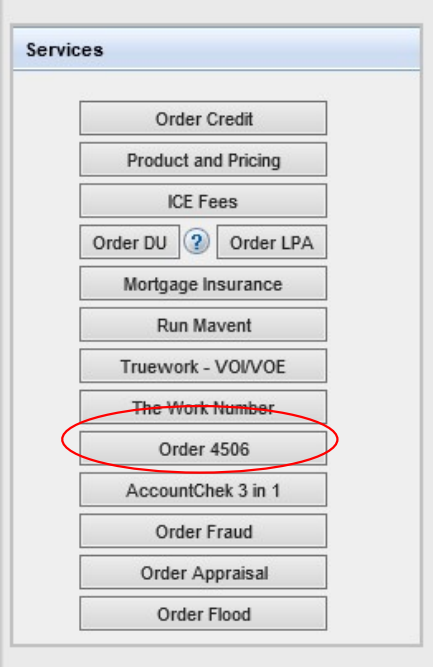 Services
Order Credit
Product and Pricing
ICE Fees
Order DU ? Order LPA
Mortgage Insurance
Run Mavent
Truework - VOI/VOE
The Work Number
Order 4506
AccountChek 3 in 1
Order Fraud
Order Appraisal
Order Flood